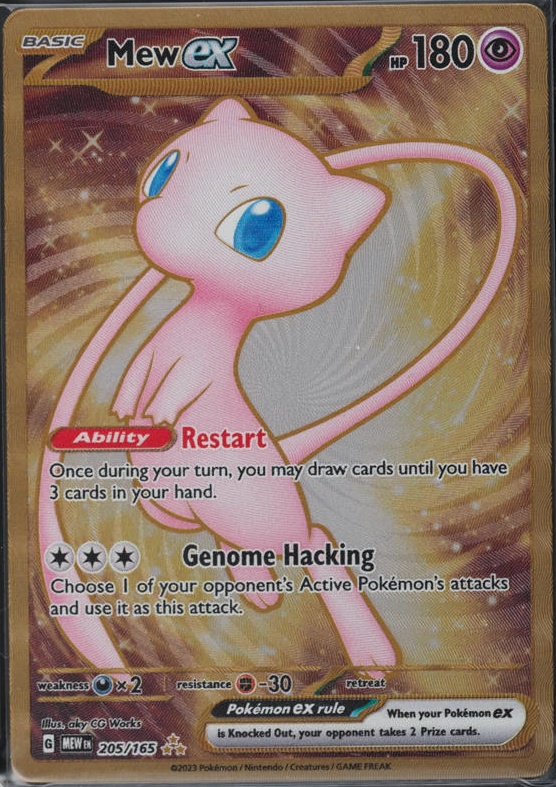 BASIC Mew ex HP 180
Ability Restart
Once during your turn, you may draw cards until you have
3 cards in your hand.
Genome Hacking
Choose 1 of your opponent's Active Pokémon's attacks
and use it as this attack.
weakness ×2 resistance -30 retreat
Pokémon ex rule When your Pokémon ex
is Knocked Out, your opponent takes 2 Prize cards.
Illus. aky CG Works
G MEW EN 205/165
©2023 Pokémon / Nintendo / Creatures / GAME FREAK